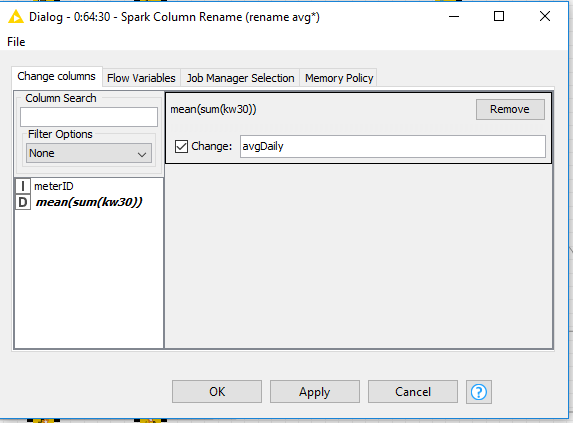 Dialog - 0:64:30 - Spark Column Rename (rename avg*)
File
Change columns Flow Variables Job Manager Selection Memory Policy
Column Search
Filter Options
None
I meterID
D mean(sum(kw30))
mean(sum(kw30)) Remove
Change: avgDaily
OK Apply Cancel ?